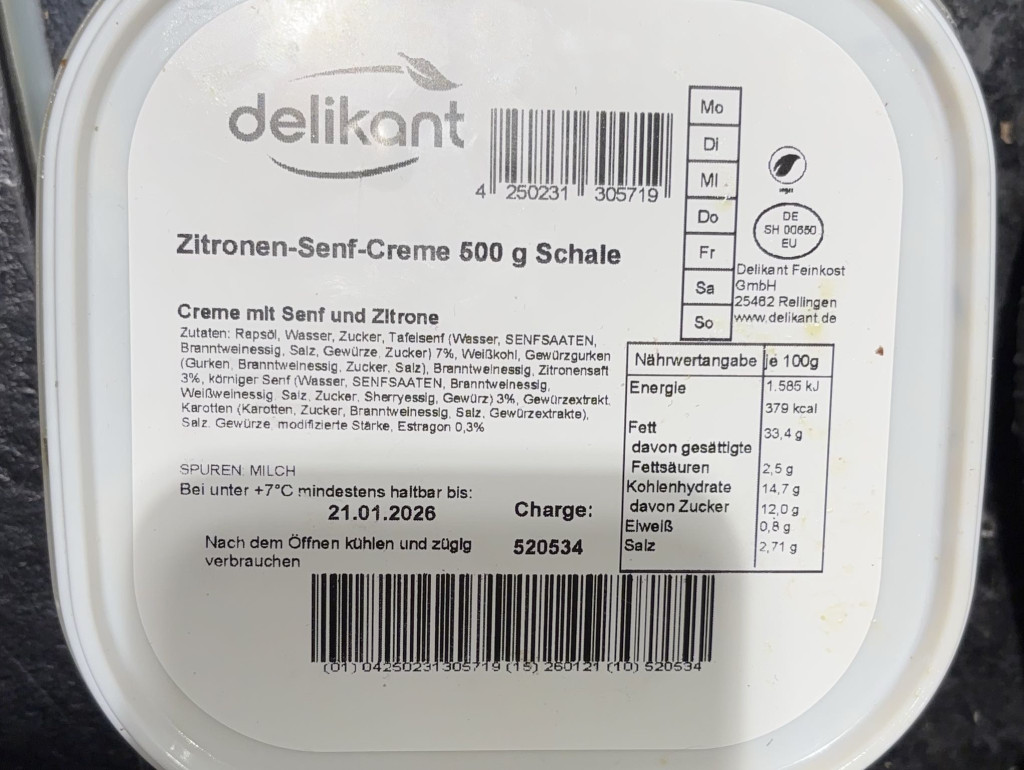 delikant
4 250231 305719
Mo
Di
Mi
Do
Fr
Sa
So
DE
SH 00650
EU
Delikant Feinkost
GmbH
25462 Rellingen
www.delikant.de
Zitronen-Senf-Creme 500 g Schale
Creme mit Senf und Zitrone
Zutaten: Rapsöl, Wasser, Zucker, Tafelsenf (Wasser, SENFSAATEN,
Branntweinessig, Salz, Gewürze, Zucker) 7%, Weißkohl, Gewürzgurken
(Gurken, Branntweinessig, Zucker, Salz), Branntweinessig, Zitronensaft
3%, körniger Senf (Wasser, SENFSAATEN, Branntweinessig,
Weißweinessig, Salz, Zucker, Sherryessig, Gewürz) 3%, Gewürzextrakt,
Karotten (Karotten, Zucker, Branntweinessig, Salz, Gewürzextrakte),
Salz, Gewürze, modifizierte Stärke, Estragon 0,3%
SPUREN: MILCH
Bei unter +7°C mindestens haltbar bis:
21.01.2026
Nach dem Öffnen kühlen und zügig
verbrauchen
Charge:
520534
Nährwertangabe je 100g
Energie 1.585 kJ
379 kcal
Fett 33,4 g
davon gesättigte
Fettsäuren 2,5 g
Kohlenhydrate 14,7 g
davon Zucker 12,0 g
Eiweiß 0,8 g
Salz 2,71 g
(01) 04250231305719 (15) 260121 (10) 520534